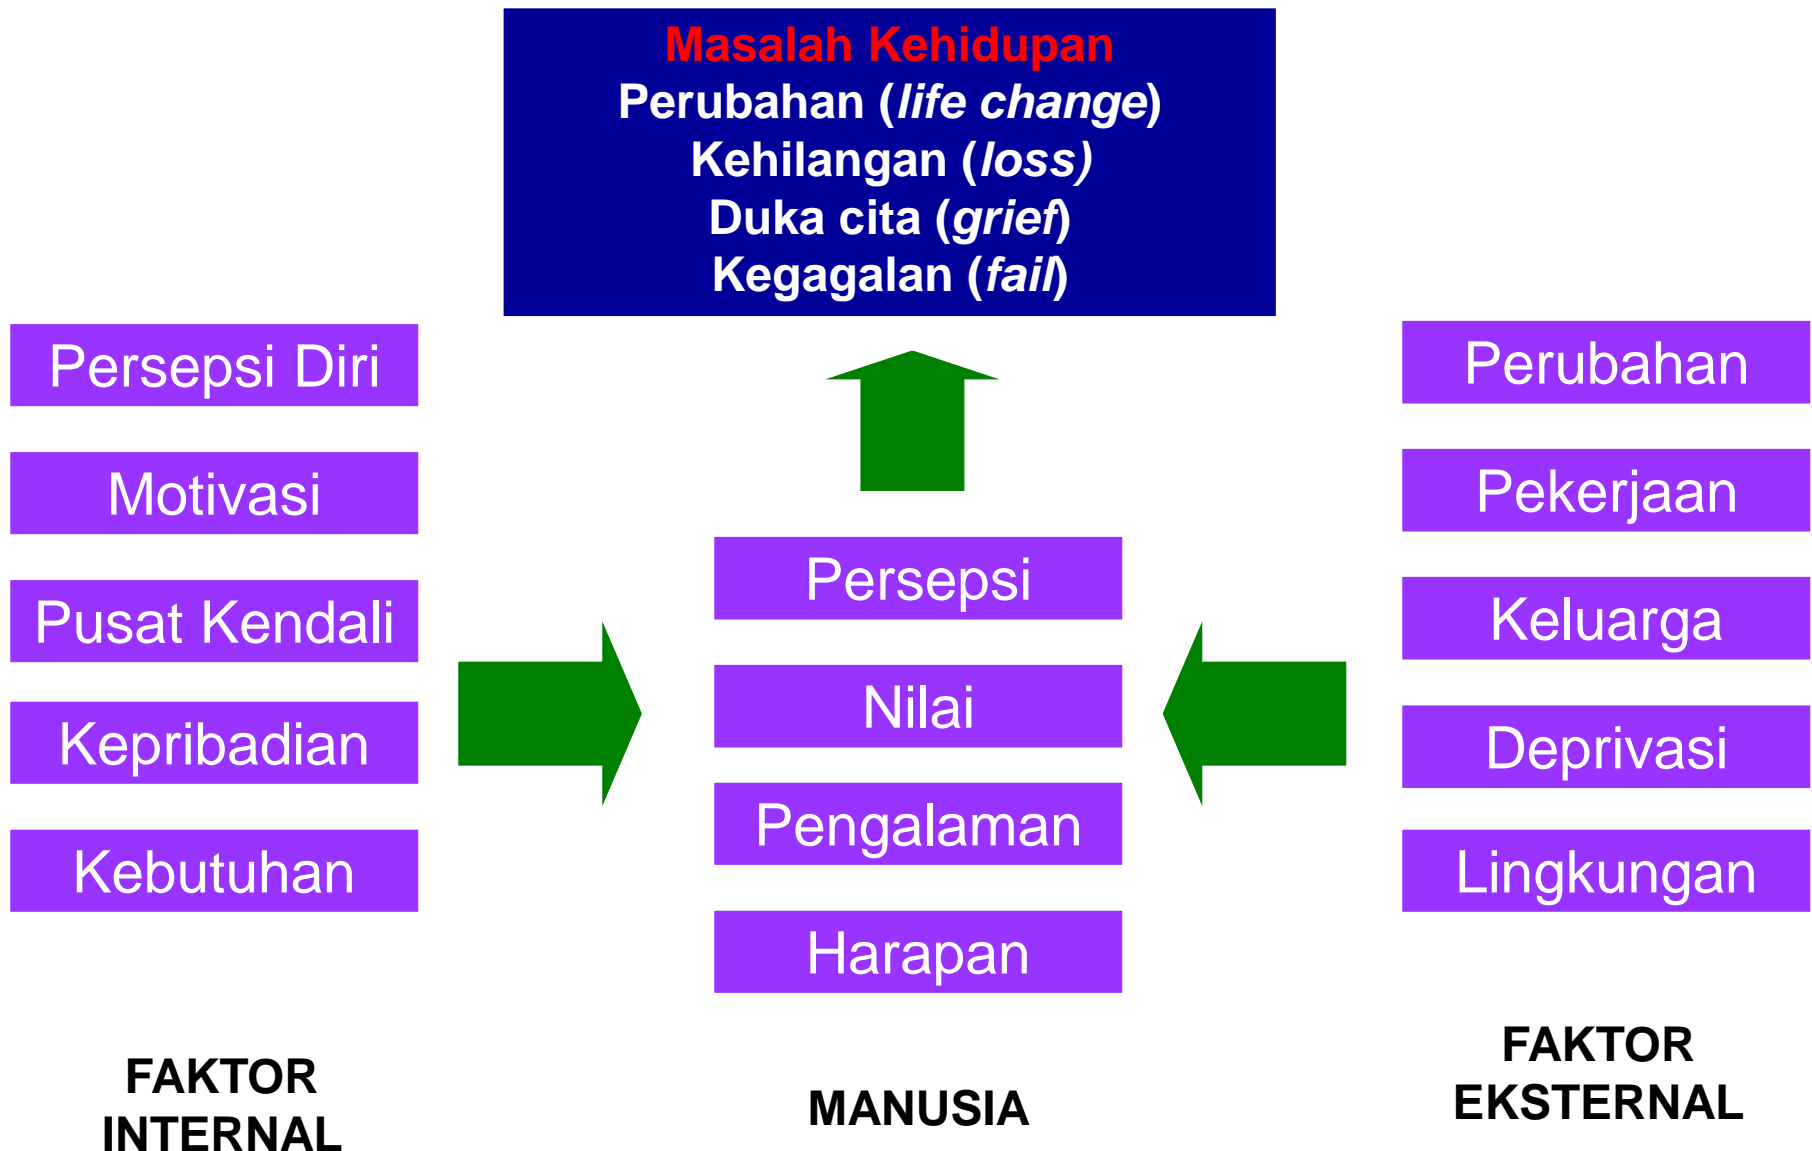 Masalah Kehidupan
Perubahan (life change)
Kehilangan (loss)
Duka cita (grief)
Kegagalan (fail)
Persepsi Diri
Motivasi
Pusat Kendali
Kepribadian
Kebutuhan
FAKTOR
INTERNAL
Persepsi
Nilai
Pengalaman
Harapan
MANUSIA
Perubahan
Pekerjaan
Keluarga
Deprivasi
Lingkungan
FAKTOR
EKSTERNAL